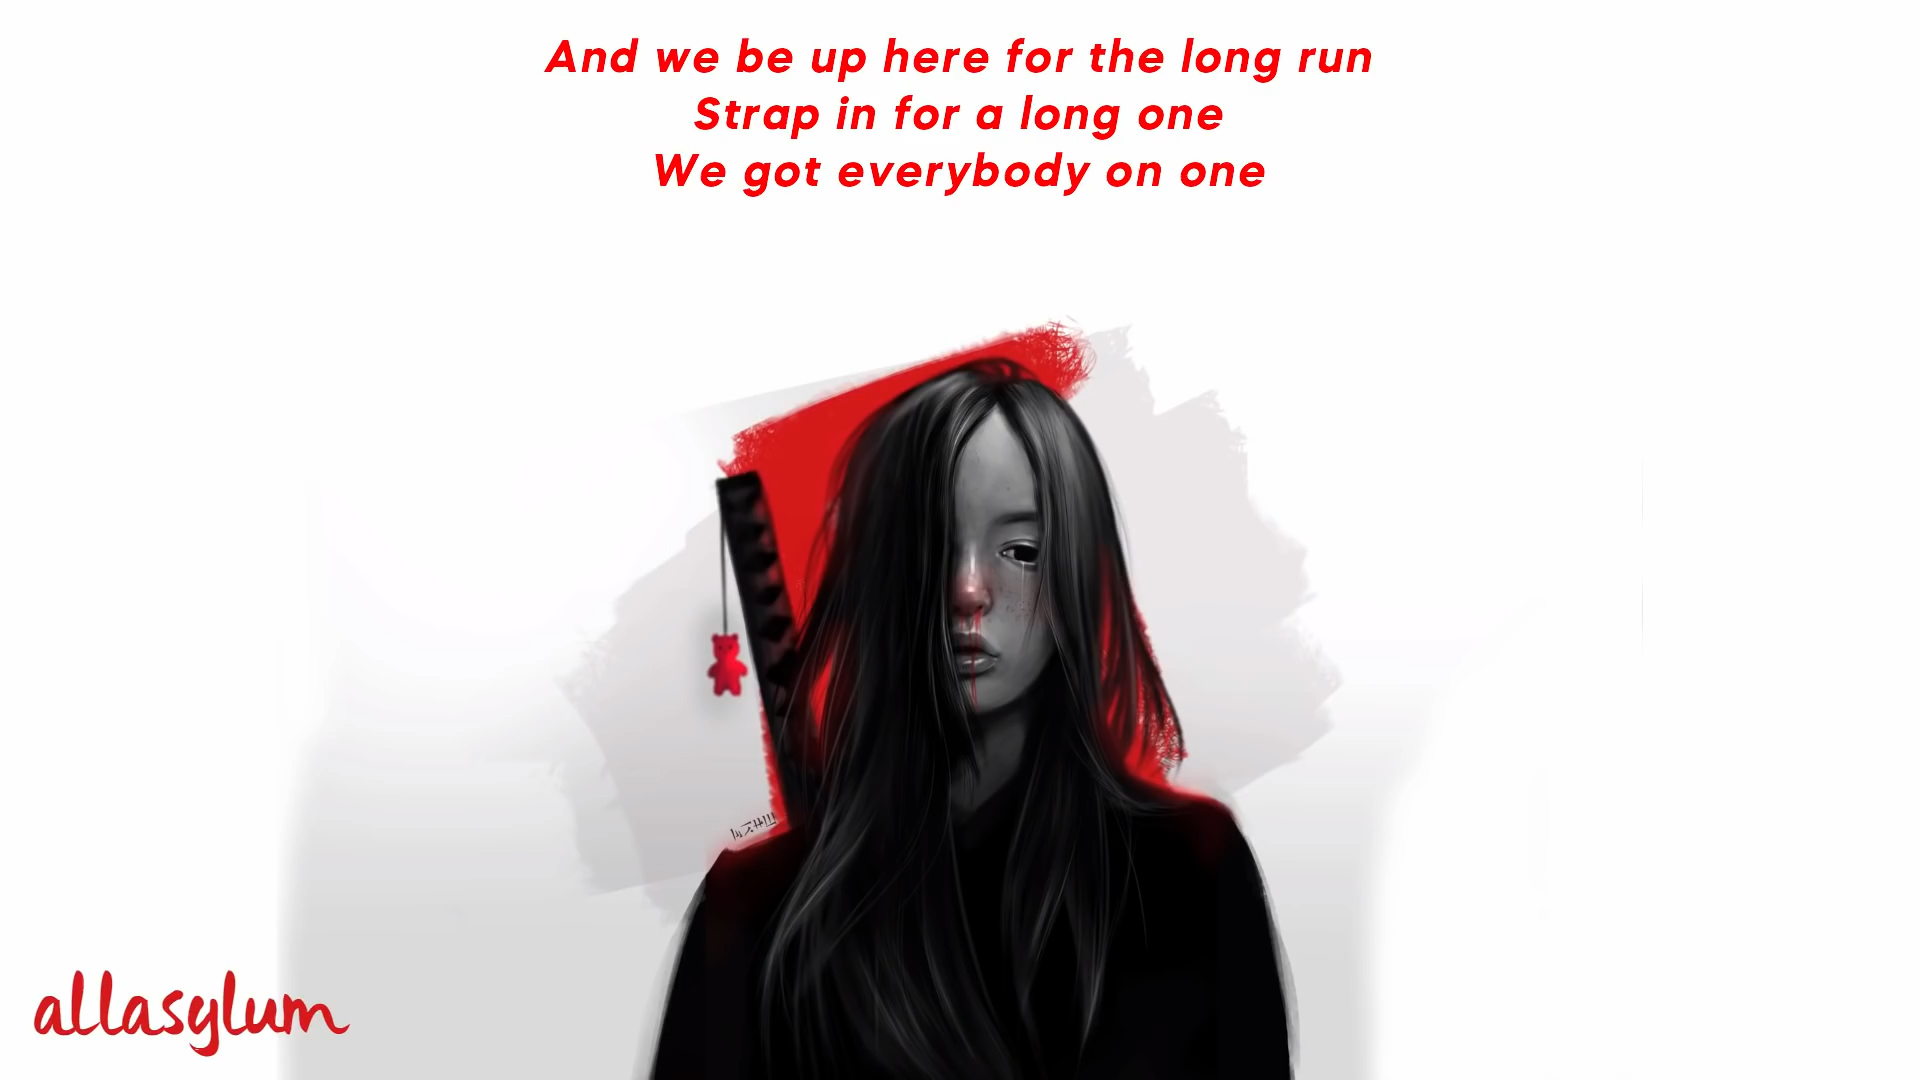 And we be up here for the long run
Strap in for a long one
We got everybody on one
allasylum